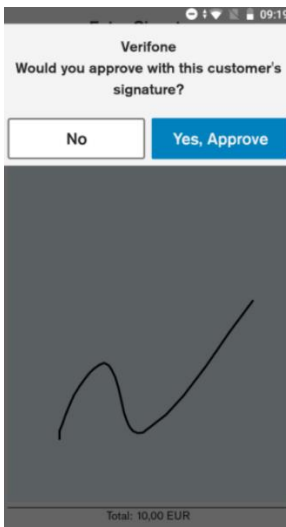 09:19
Verifone
Would you approve with this customer's
signature?
No
Yes, Approve
Total: 10,00 EUR